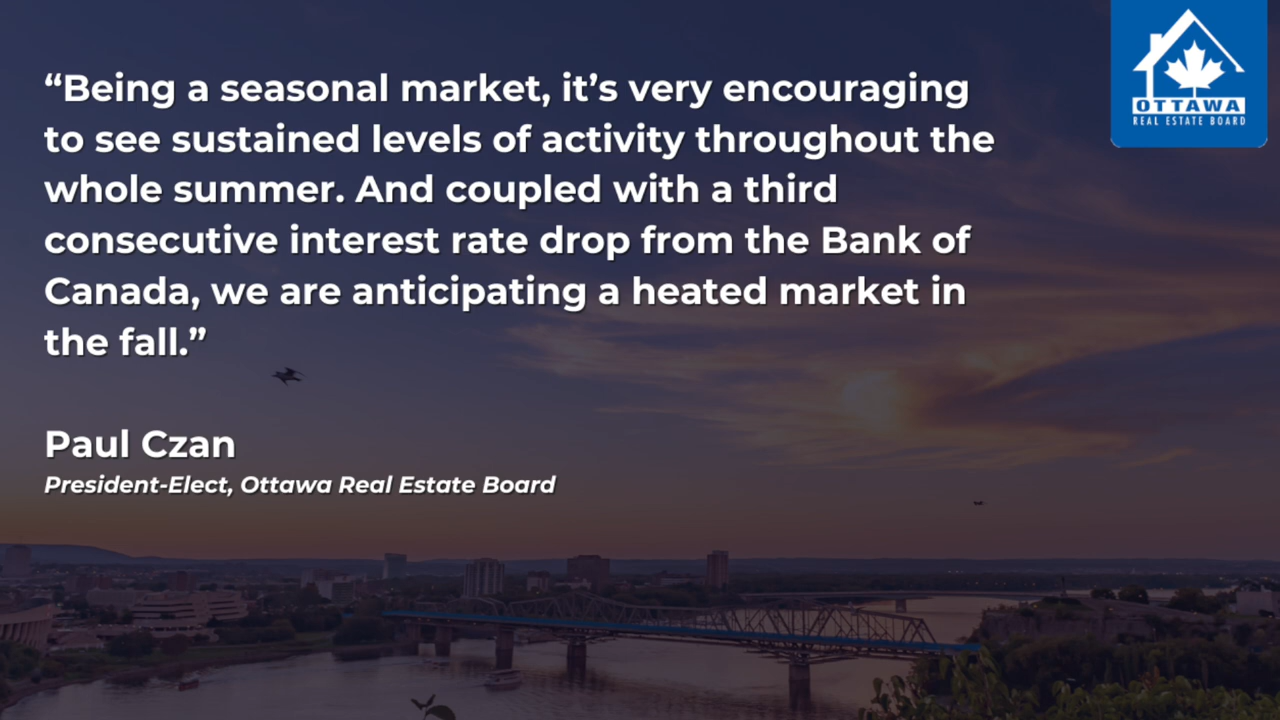 “Being a seasonal market, it’s very encouraging
to see sustained levels of activity throughout the
whole summer. And coupled with a third
consecutive interest rate drop from the Bank of
Canada, we are anticipating a heated market in
the fall.”
Paul Czan
President-Elect, Ottawa Real Estate Board
OTTAWA
REAL ESTATE BOARD